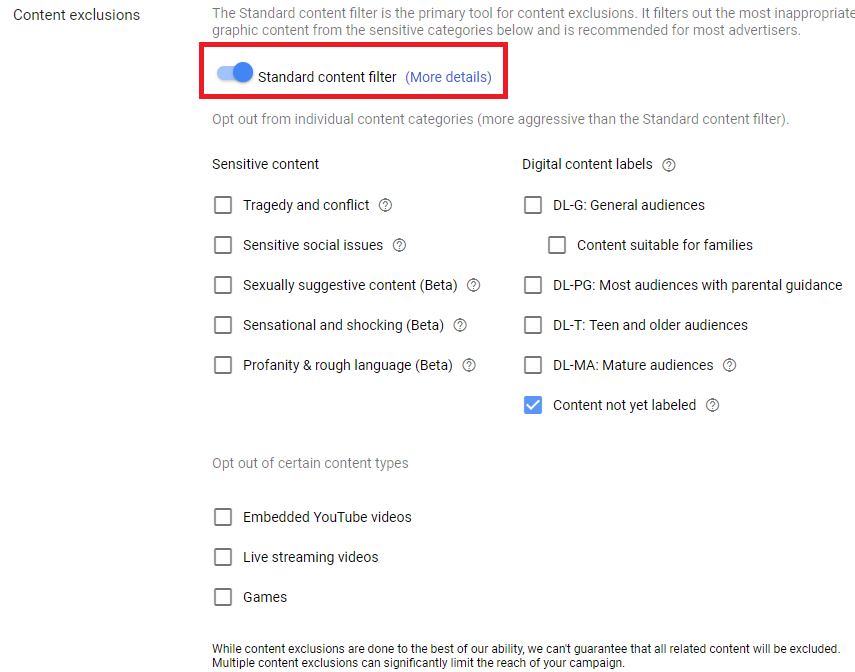 Content exclusions
The Standard content filter is the primary tool for content exclusions. It filters out the most inappropriate
graphic content from the sensitive categories below and is recommended for most advertisers.
Standard content filter (More details)
Opt out from individual content categories (more aggressive than the Standard content filter).
Sensitive content
Digital content labels
Tragedy and conflict
DL-G: General audiences
Sensitive social issues
Content suitable for families
Sexually suggestive content (Beta)
DL-PG: Most audiences with parental guidance
Sensational and shocking (Beta)
DL-T: Teen and older audiences
Profanity & rough language (Beta)
DL-MA: Mature audiences
Content not yet labeled
Opt out of certain content types
Embedded YouTube videos
Live streaming videos
Games
While content exclusions are done to the best of our ability, we can't guarantee that all related content will be excluded.
Multiple content exclusions can significantly limit the reach of your campaign.